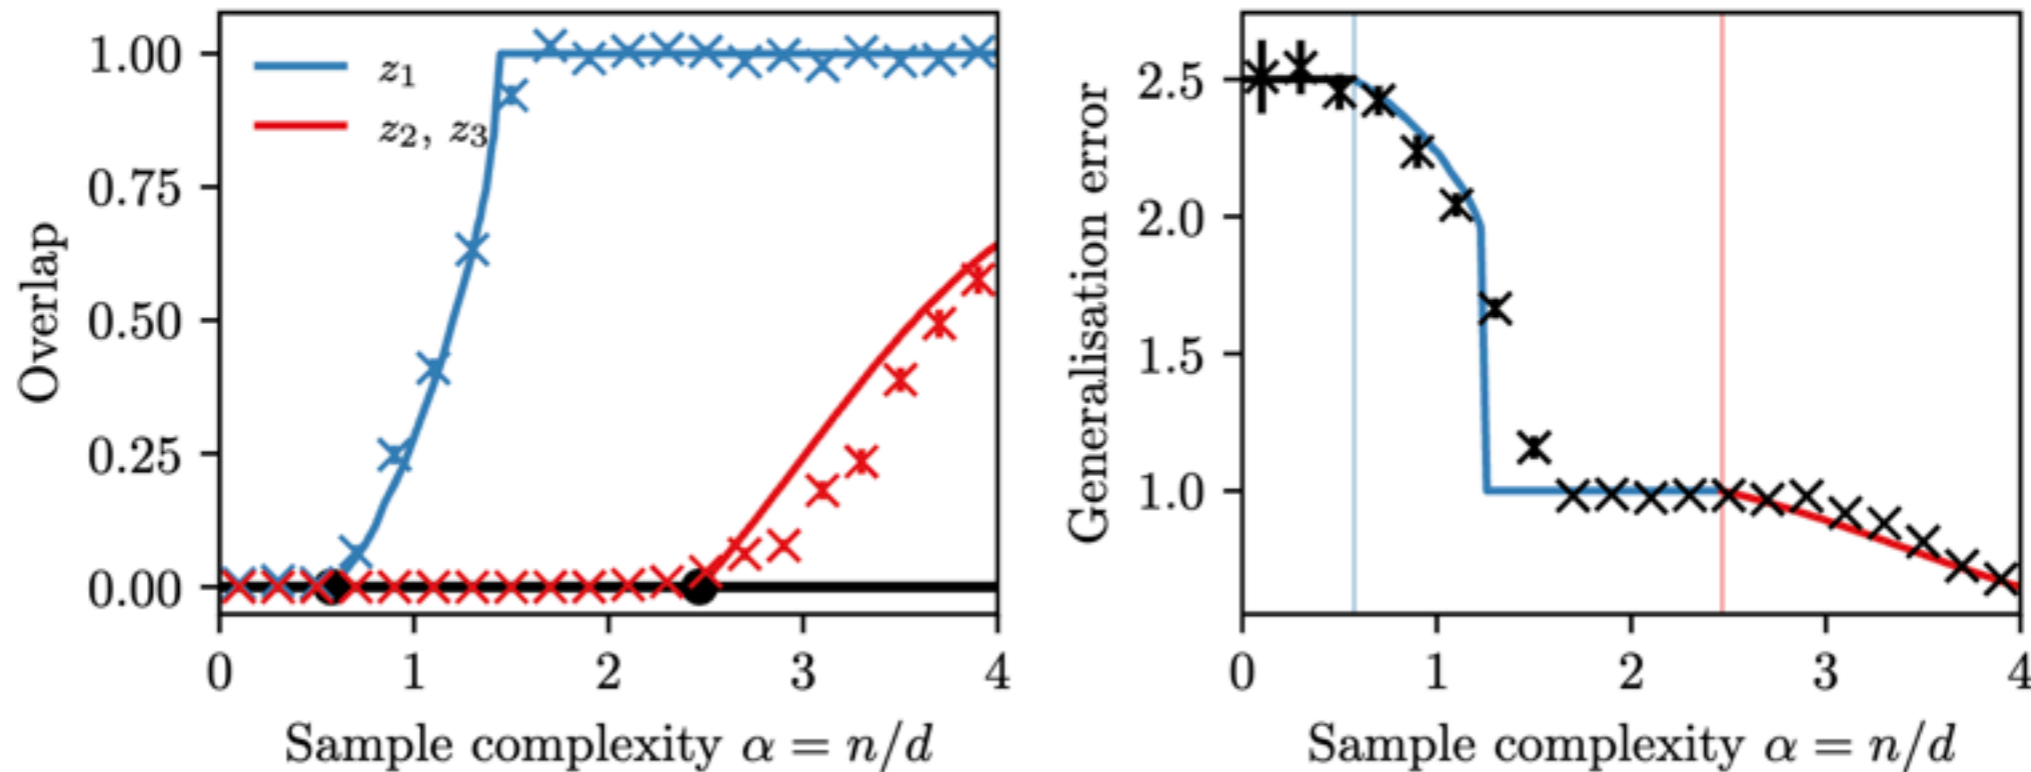 Overlap
1.00
0.75
0.50
0.25
0.00
z₁
z₂, z₃
0 1 2 3 4
Sample complexity α = n/d
Generalisation error
2.5
2.0
1.5
1.0
0 1 2 3 4
Sample complexity α = n/d